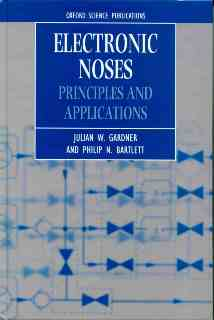 OXFORD SCIENCE PUBLICATIONS
ELECTRONIC
NOSES
PRINCIPLES AND
APPLICATIONS
JULIAN W. GARDNER
AND PHILIP N. BARTLETT